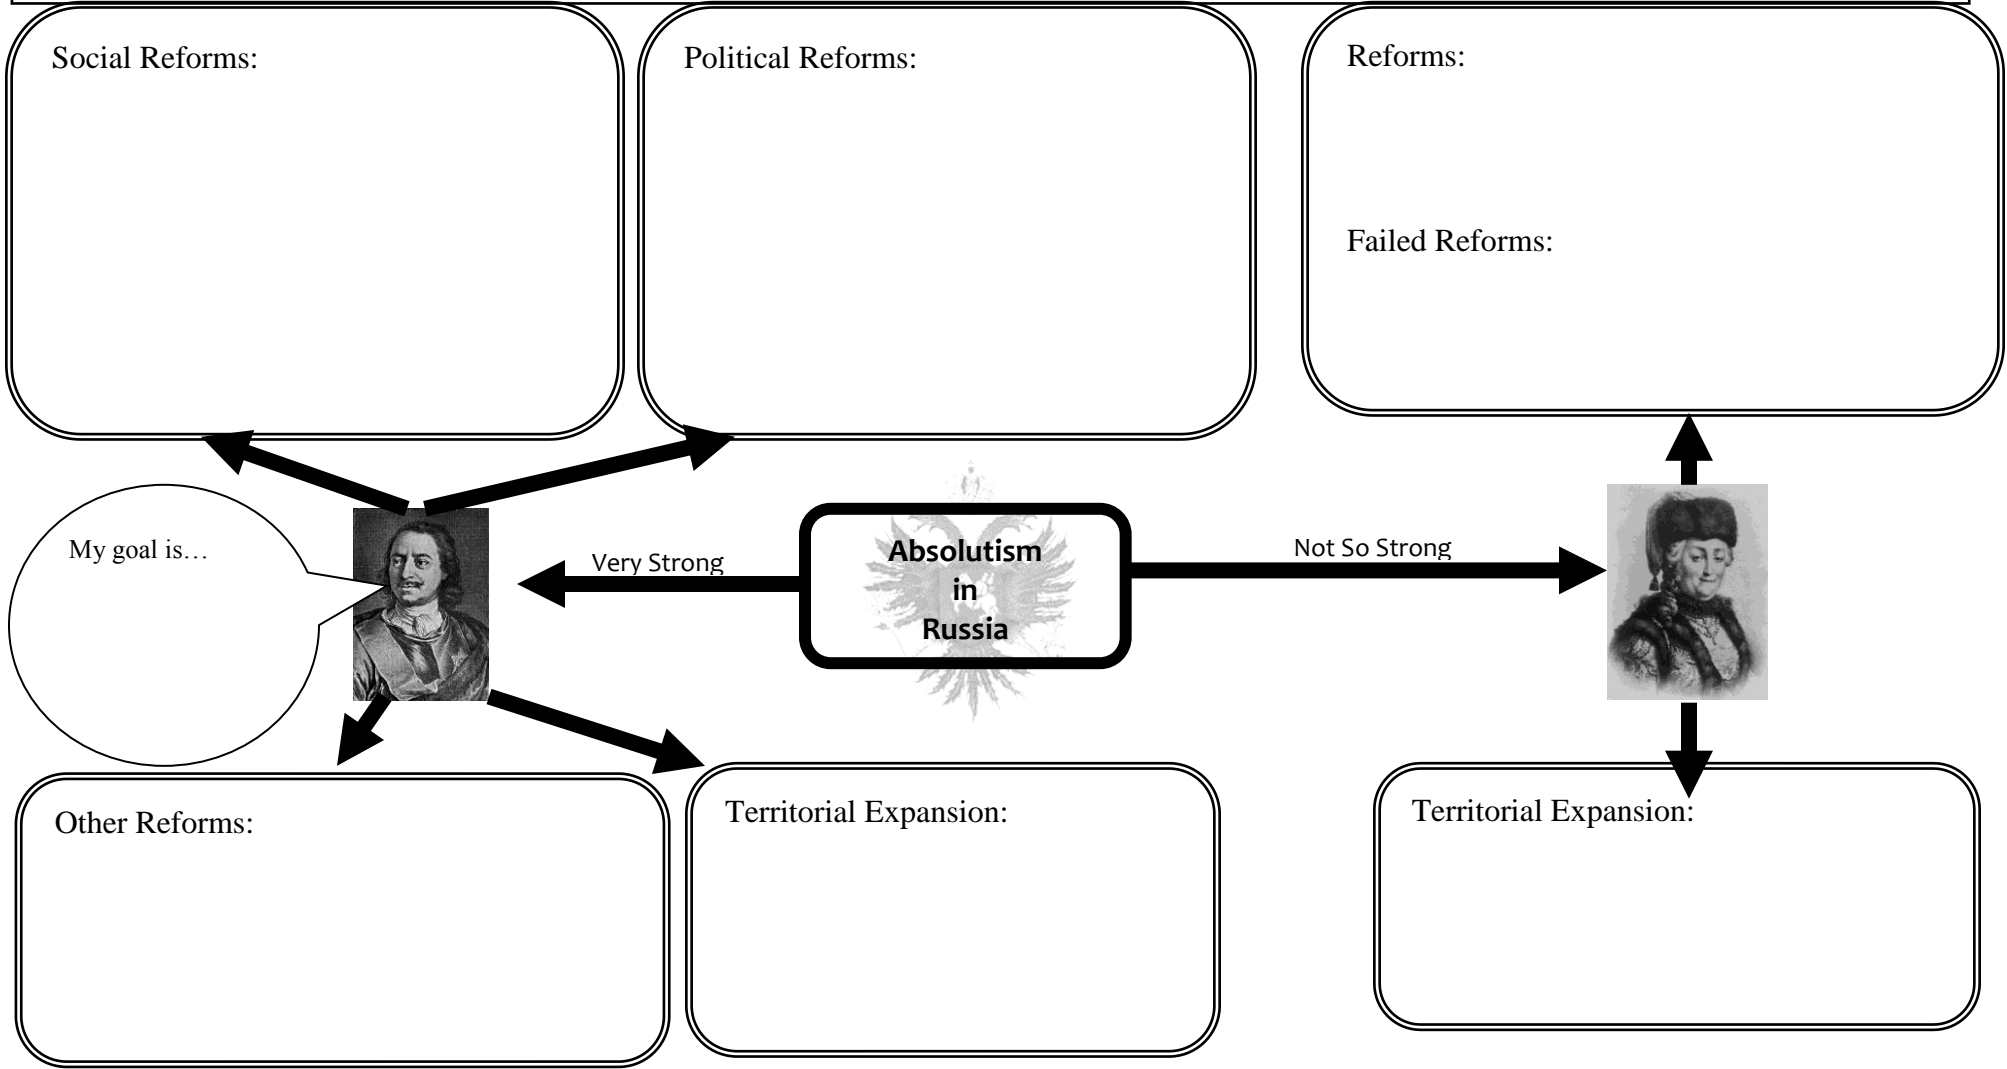 Social Reforms:
Political Reforms:
Reforms:
Failed Reforms:
My goal is…
Very Strong
Absolutism
in
Russia
Not So Strong
Other Reforms:
Territorial Expansion:
Territorial Expansion: